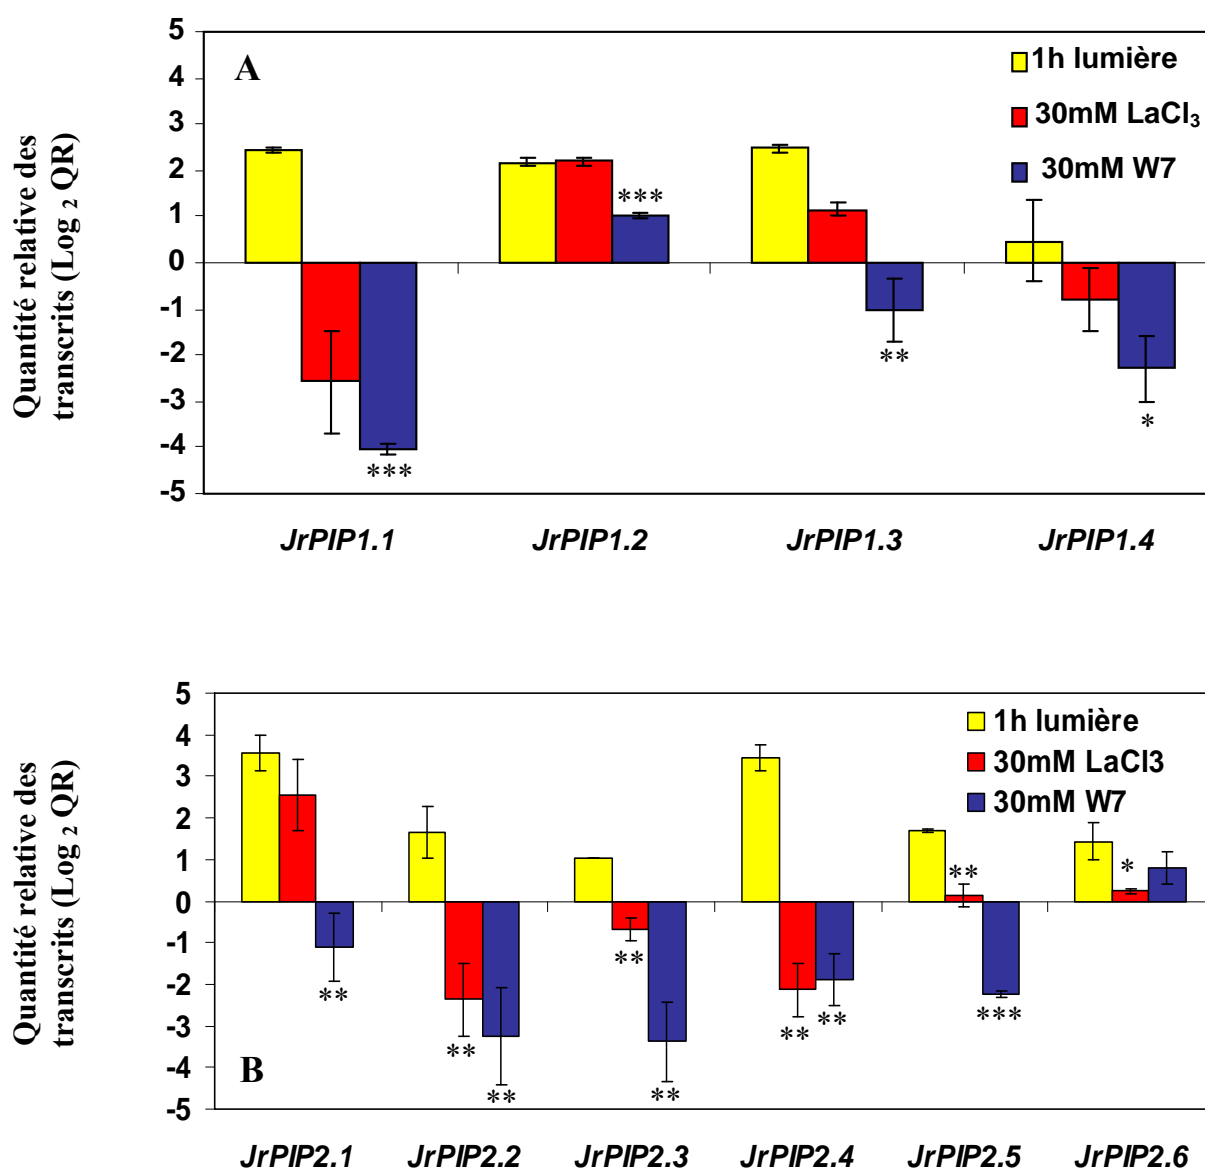 A
5
4
3
2
1
0
-1
-2
-3
-4
-5
Quantité relative des
transcrits (Log 2 QR)
1h lumière
30mM LaCl3
30mM W7
***
***
**
*
JrPIP1.1 JrPIP1.2 JrPIP1.3 JrPIP1.4
B
5
4
3
2
1
0
-1
-2
-3
-4
-5
Quantité relative des
transcrits (Log 2 QR)
1h lumière
30mM LaCl3
30mM W7
**
**
**
**
**
**
**
**
***
*
JrPIP2.1 JrPIP2.2 JrPIP2.3 JrPIP2.4 JrPIP2.5 JrPIP2.6